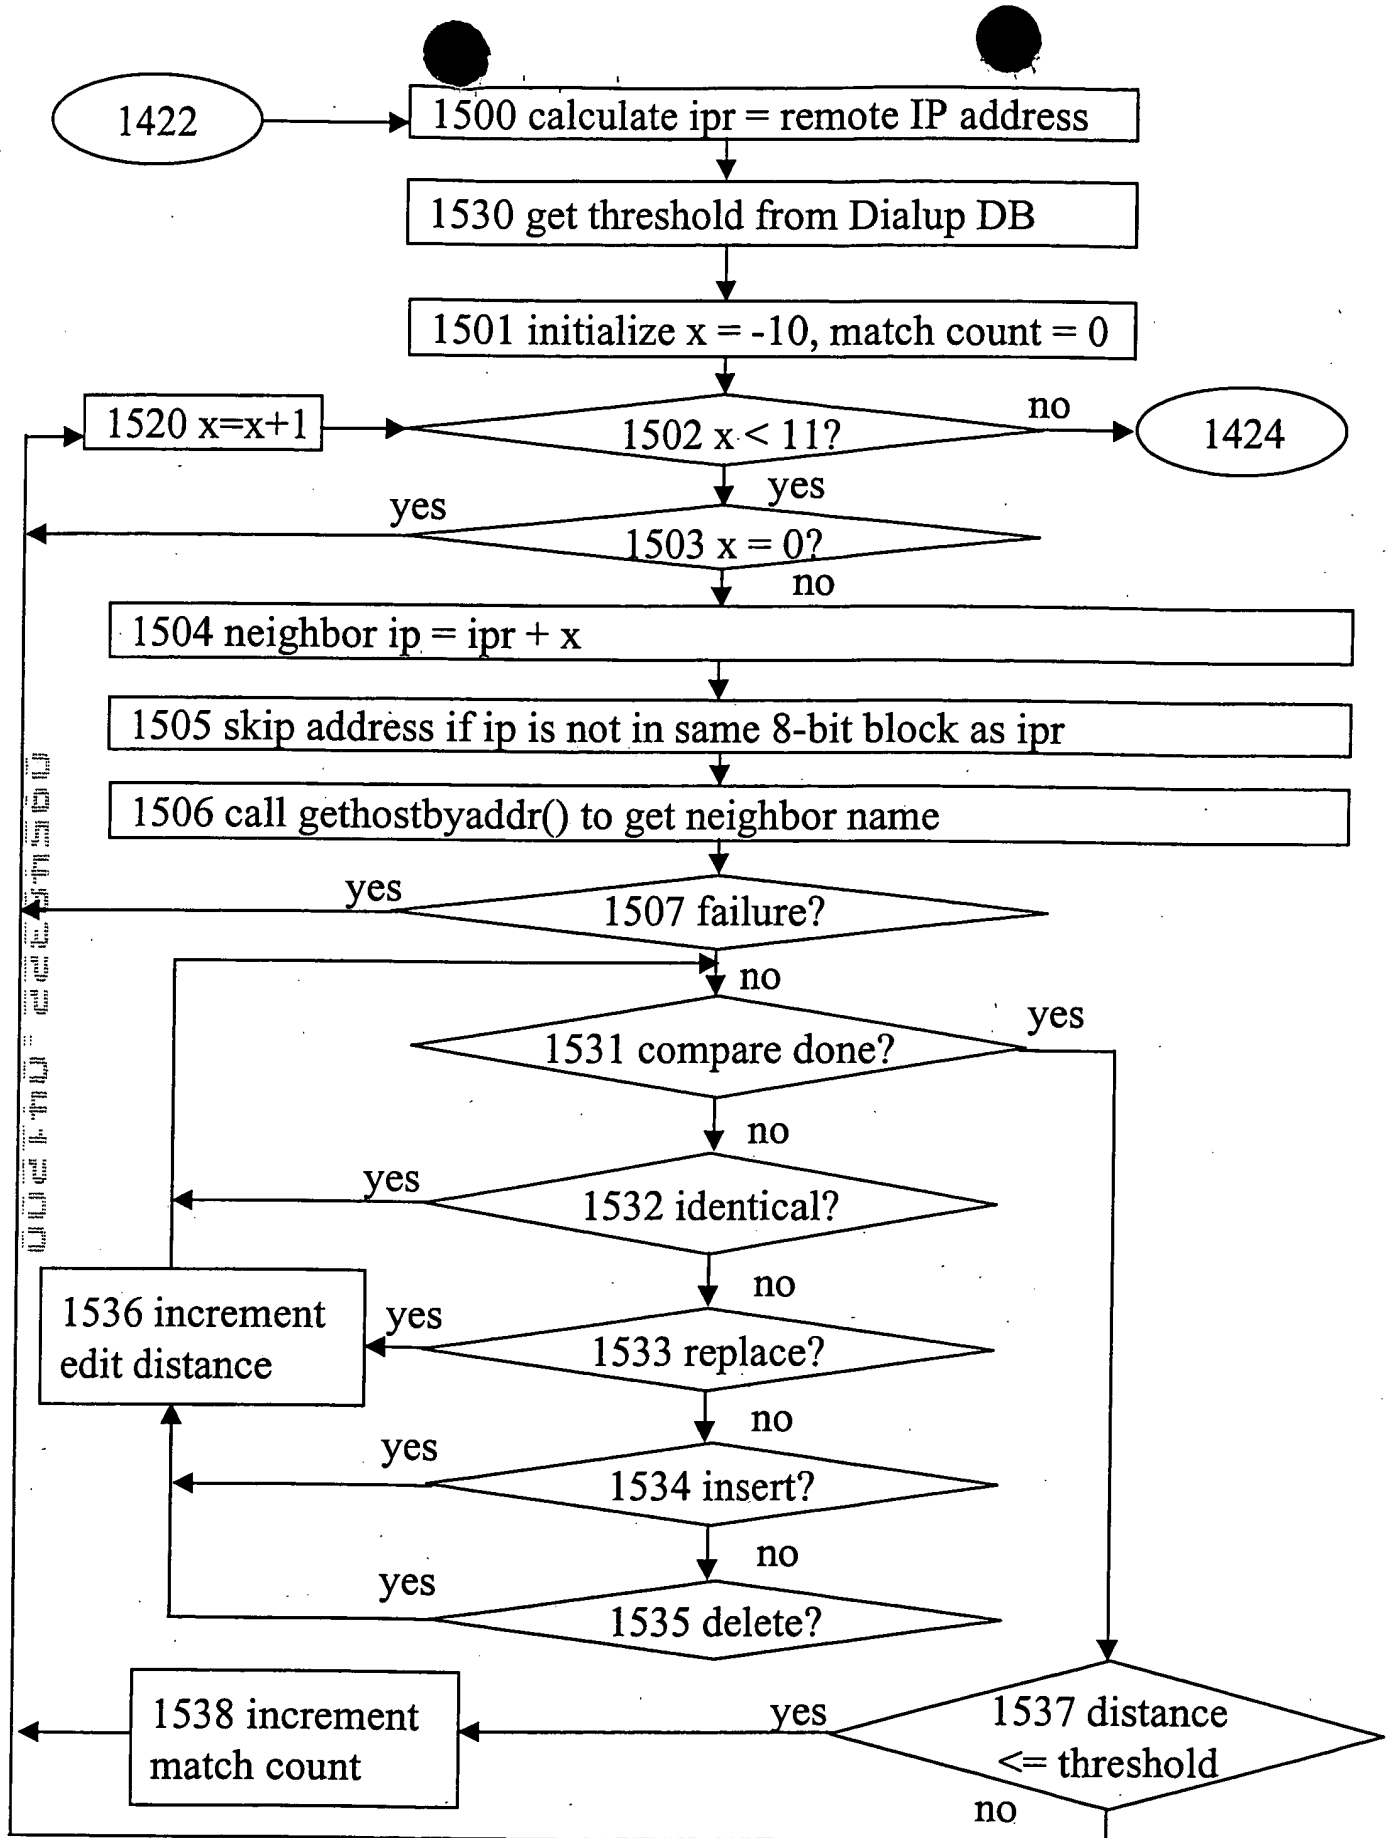 1422
1500 calculate ipr = remote IP address
1530 get threshold from Dialup DB
1501 initialize x = -10, match count = 0
1520 x=x+1
1502 x < 11?
no
1424
yes
yes
1503 x = 0?
no
1504 neighbor ip = ipr + x
1505 skip address if ip is not in same 8-bit block as ipr
1506 call gethostbyaddr() to get neighbor name
yes
1507 failure?
no
1531 compare done?
yes
no
yes
1532 identical?
no
1536 increment
edit distance
yes
1533 replace?
no
yes
1534 insert?
no
yes
1535 delete?
1538 increment
match count
yes
1537 distance
<= threshold
no